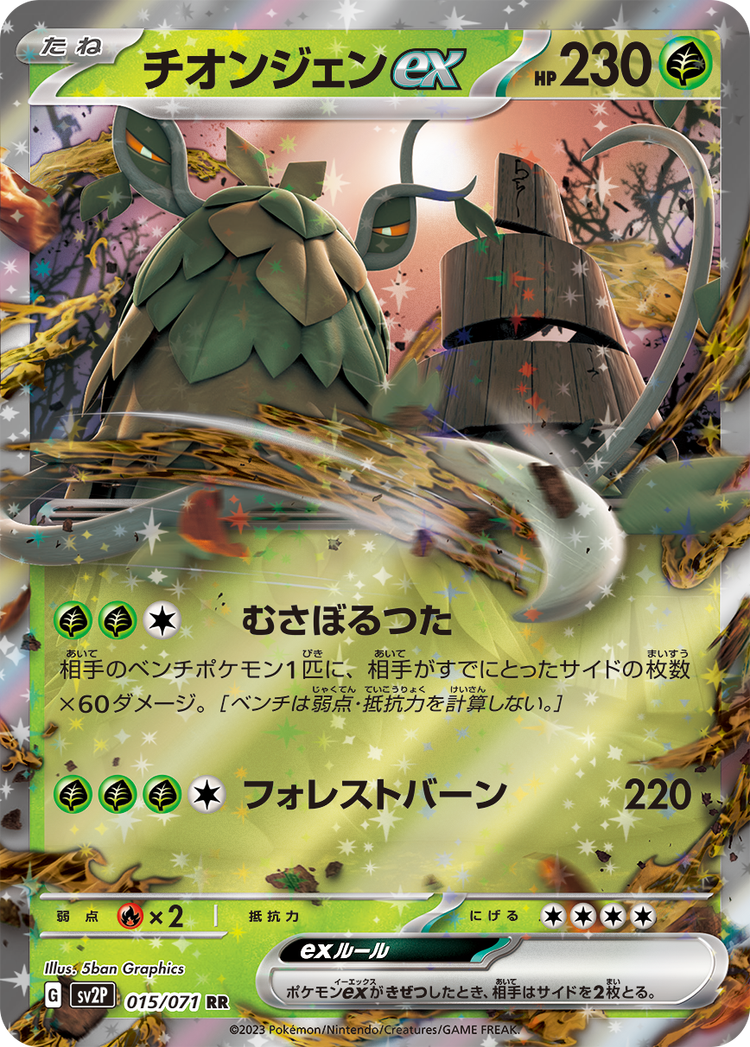 たね
チオンジェンex
HP 230
むさぼるつた
相手のベンチポケモン1匹に、相手がすでにとったサイドの枚数
×60ダメージ。[ベンチは弱点・抵抗力を計算しない。]
フォレストバーン 220
弱点 ×2 抵抗力 にげる
exルール
ポケモンexがきぜつしたとき、相手はサイドを2枚とる。
Illus. 5ban Graphics
G sv2P 015/071 RR
©2023 Pokémon/Nintendo/Creatures/GAME FREAK.